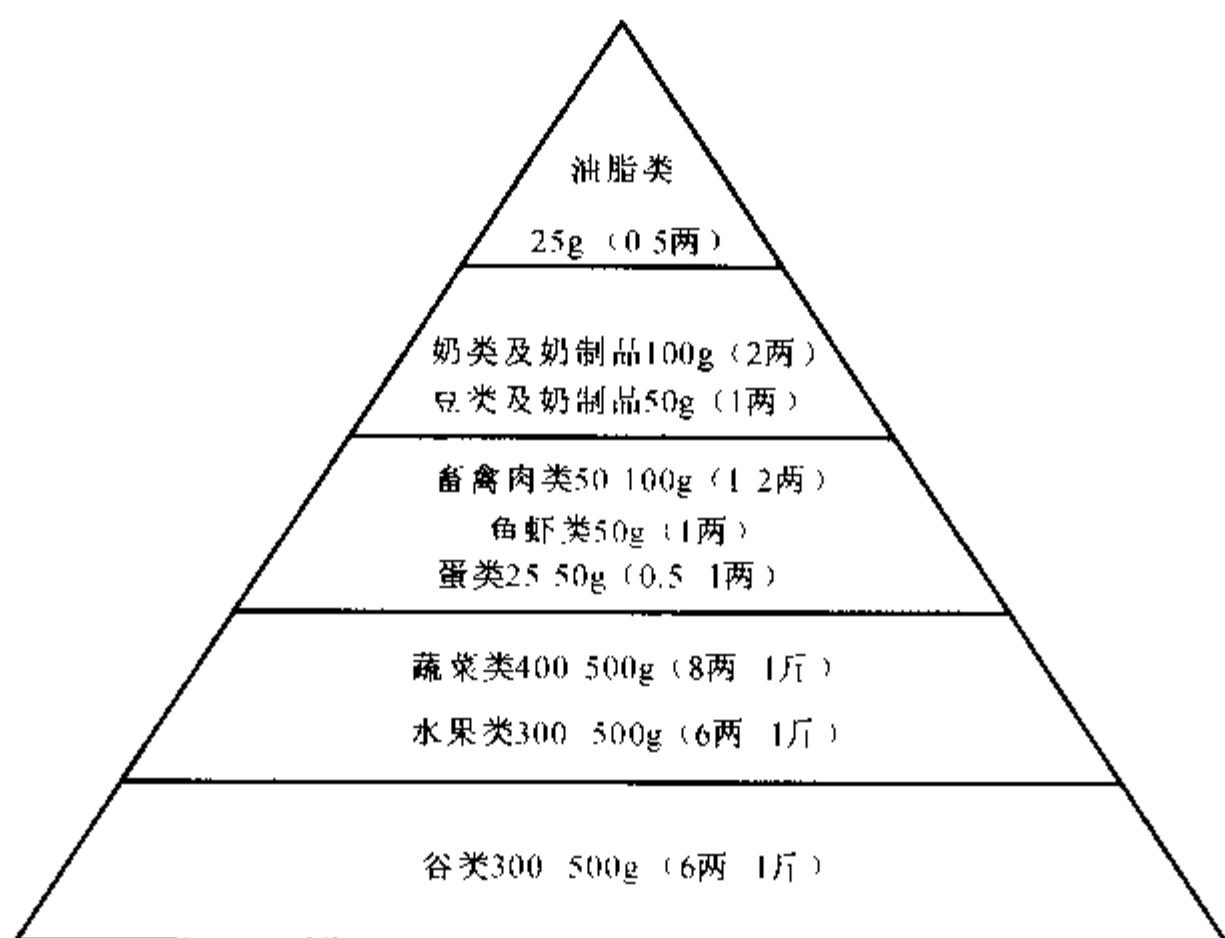 油脂类
25g（0 5两）
奶类及奶制品100g（2两）
豆类及奶制品50g（1两）
畜禽肉类50 100g（1 2两）
鱼虾类50g（1两）
蛋类25 50g（0.5 1两）
蔬菜类400 500g（8两 1斤）
水果类300 500g（6两 1斤）
谷类300 500g（6两 1斤）